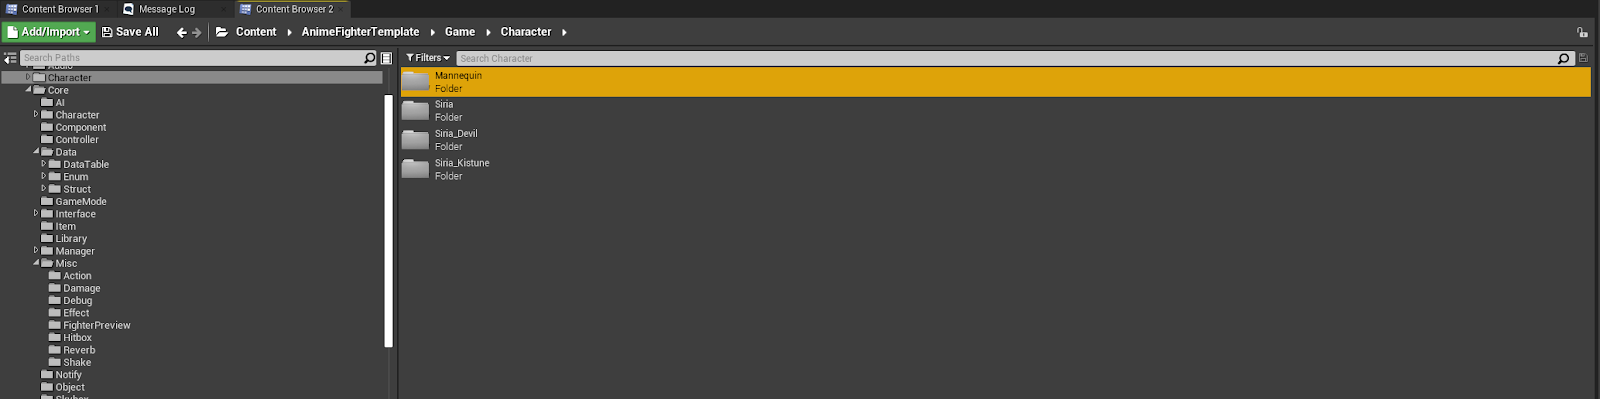 Content Browser 1
Message Log
Content Browser 2
Add/Import
Save All
Content
AnimeFighterTemplate
Game
Character
Search Paths
Filters
Search Character
Audio
Character
Core
AI
Character
Component
Controller
Data
DataTable
Enum
Struct
GameMode
Interface
Item
Library
Manager
Misc
Action
Damage
Debug
Effect
FighterPreview
Hitbox
Reverb
Shake
Notify
Object
Skybox
Mannequin
Folder
Siria
Folder
Siria_Devil
Folder
Siria_Kistune
Folder